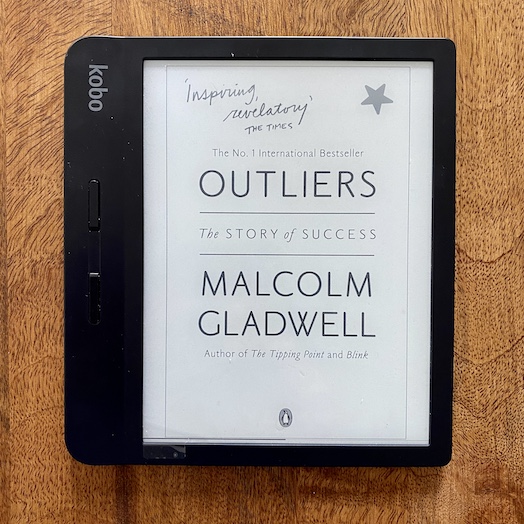 kobo
'Inspiring,
revelatory'
THE TIMES
The No. 1 International Bestseller
OUTLIERS
The STORY of SUCCESS
MALCOLM
GLADWELL
Author of The Tipping Point and Blink